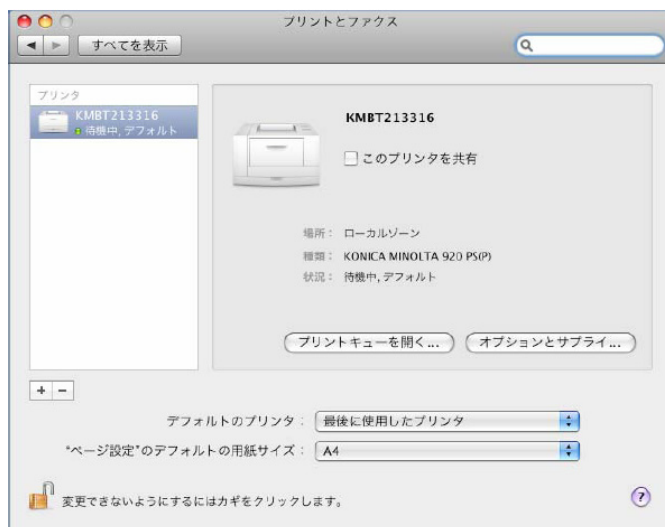 プリントとファクス
すべてを表示
プリンタ
KMBT213316
待機中, デフォルト
KMBT213316
このプリンタを共有
場所： ローカルゾーン
種類： KONICA MINOLTA 920 PS(P)
状況： 待機中, デフォルト
プリントキューを開く... オプションとサプライ...
+ −
デフォルトのプリンタ： 最後に使用したプリンタ
“ページ設定”のデフォルトの用紙サイズ： A4
変更できないようにするにはカギをクリックします。 ?